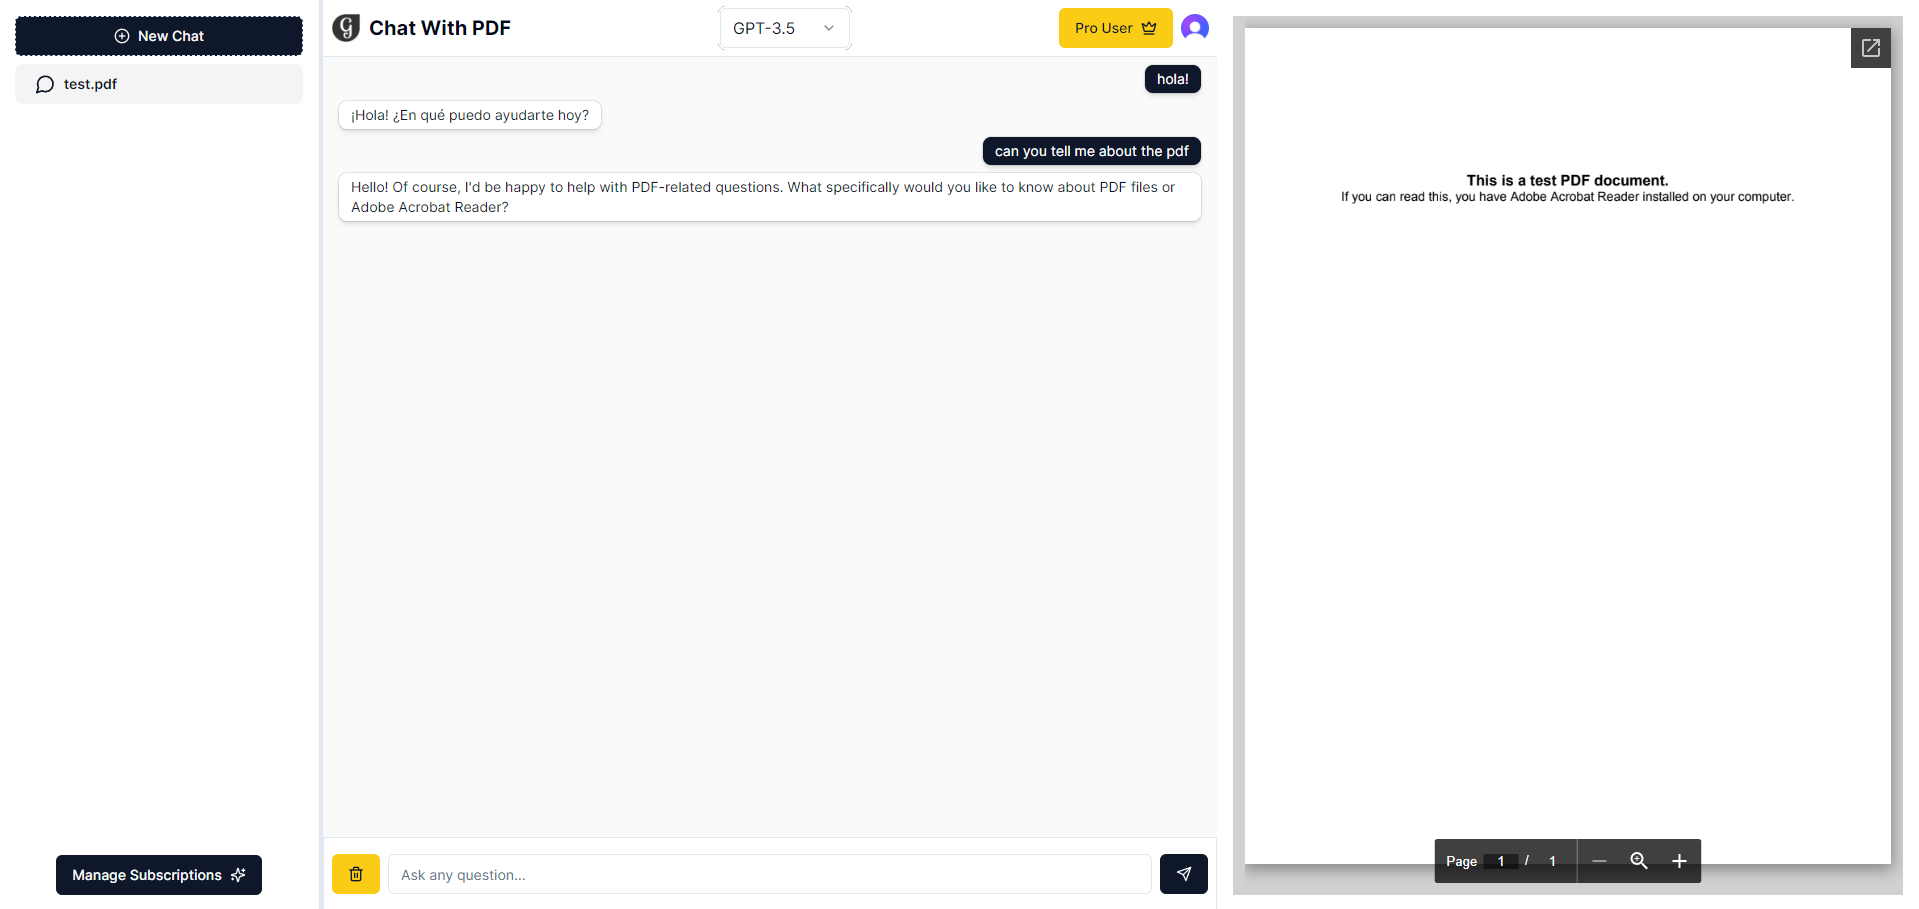 New Chat
test.pdf
Manage Subscriptions
g Chat With PDF
GPT-3.5
Pro User
hola!
¡Hola! ¿En qué puedo ayudarte hoy?
can you tell me about the pdf
Hello! Of course, I'd be happy to help with PDF-related questions. What specifically would you like to know about PDF files or
Adobe Acrobat Reader?
Ask any question...
This is a test PDF document.
If you can read this, you have Adobe Acrobat Reader installed on your computer.
Page 1 / 1